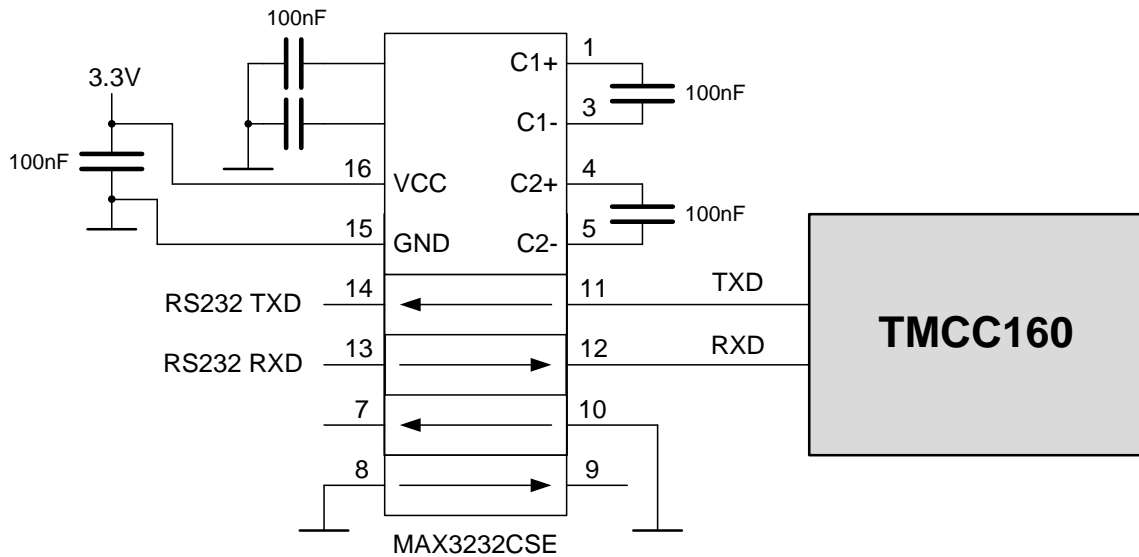 100nF
1
C1+
3.3V
100nF
3
C1-
100nF
16
VCC
C2+
4
100nF
15
GND
C2-
5
RS232 TXD
14
11
TXD
TMCC160
RS232 RXD
13
12
RXD
7
10
8
9
MAX3232CSE